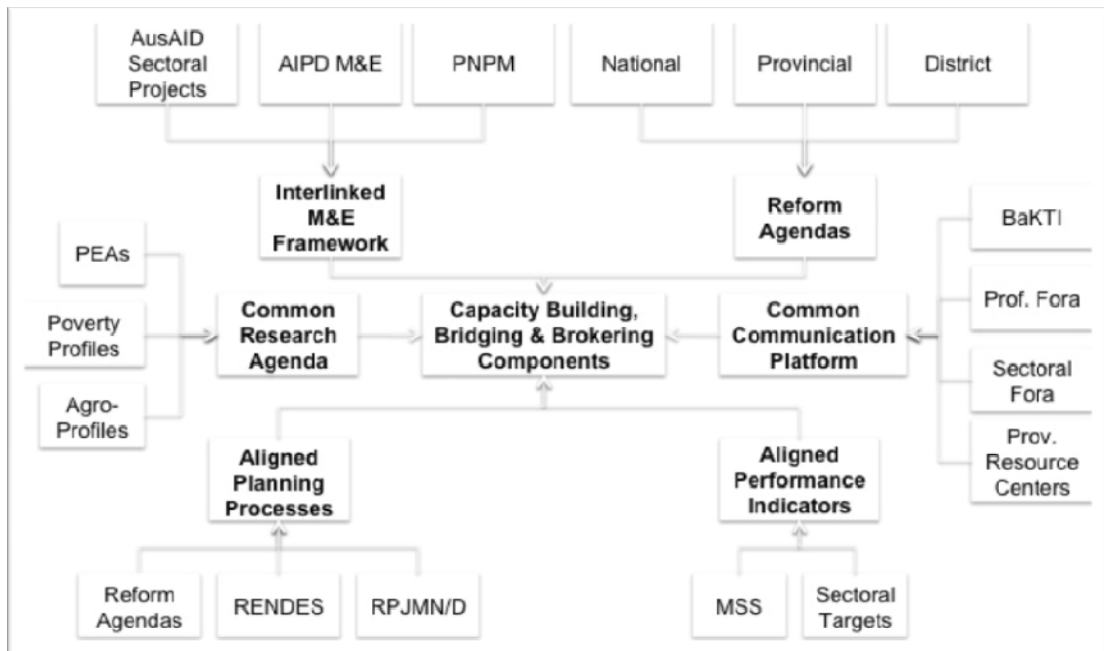 AusAID
Sectoral
Projects
AIPD M&E
PNPM
National
Provincial
District
Interlinked
M&E
Framework
Reform
Agendas
BaKTI
Prof. Fora
Sectoral
Fora
Prov.
Resource
Centers
PEAs
Poverty
Profiles
Agro-
Profiles
Common
Research
Agenda
Capacity Building,
Bridging & Brokering
Components
Common
Communication
Platform
Aligned
Planning
Processes
Aligned
Performance
Indicators
Reform
Agendas
RENDES
RPJMN/D
MSS
Sectoral
Targets